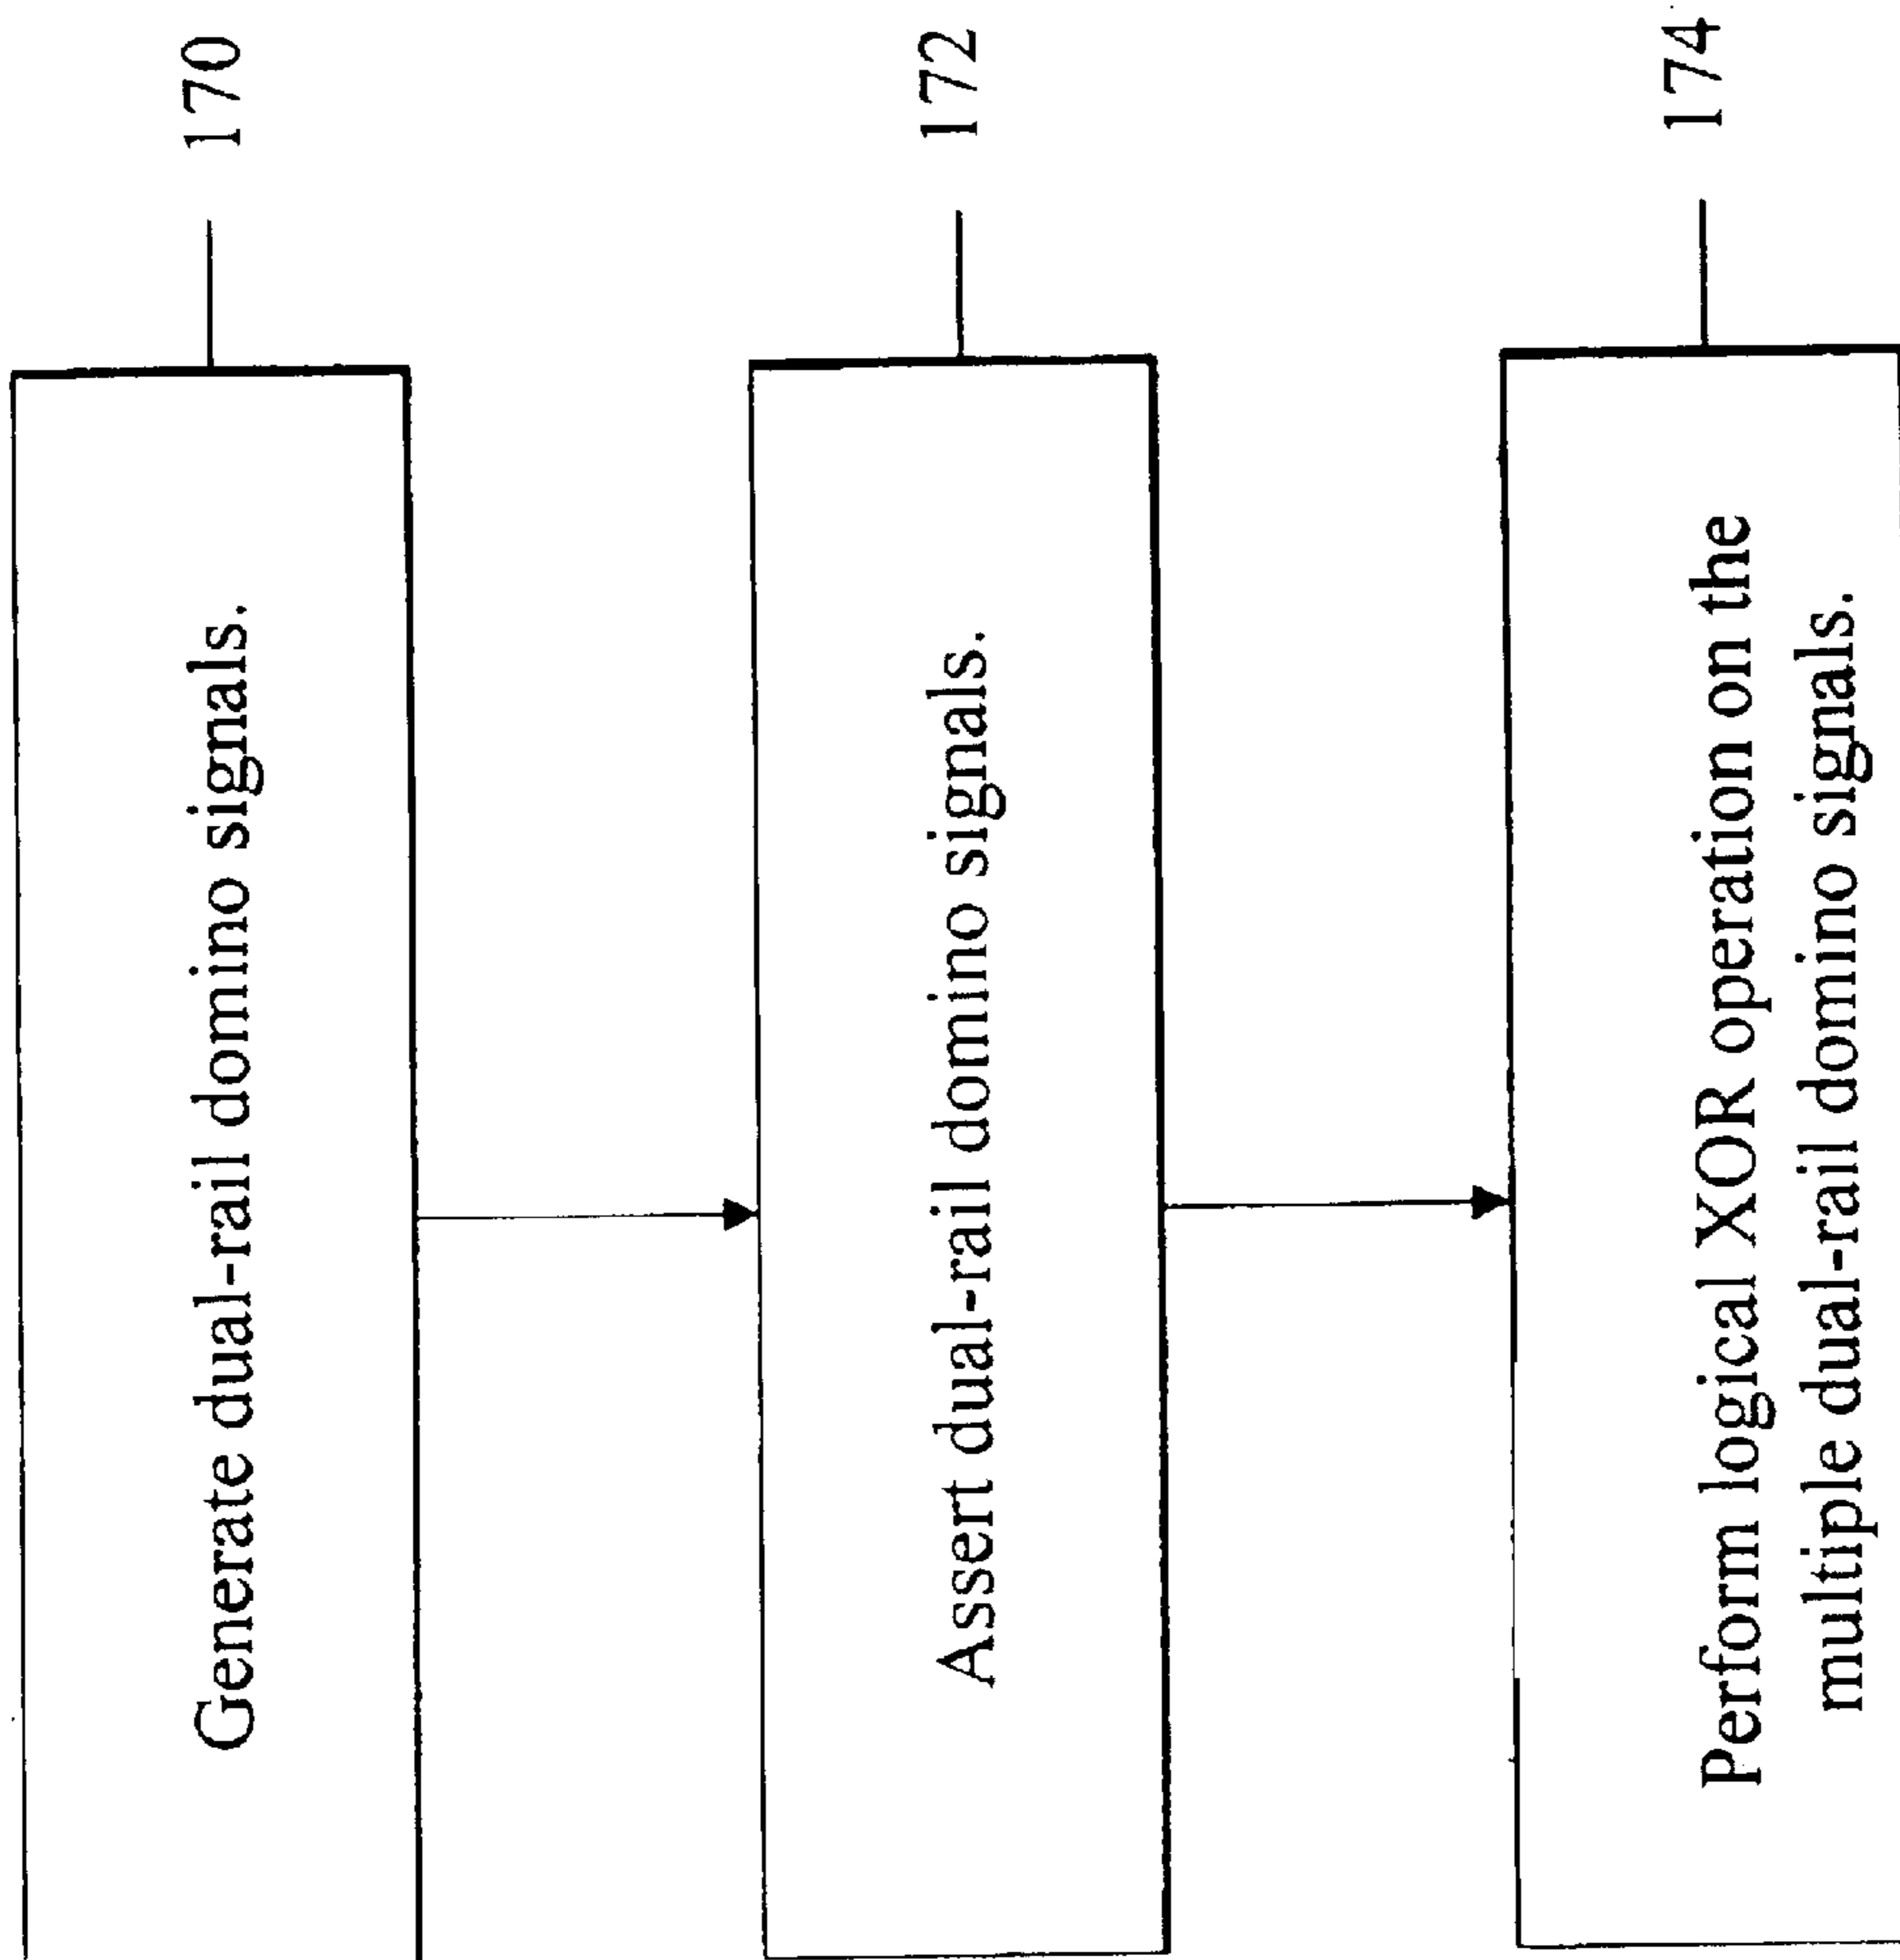 Generate dual-rail domino signals.
170
Assert dual-rail domino signals.
172
Perform logical XOR operation on the
multiple dual-rail domino signals.
174